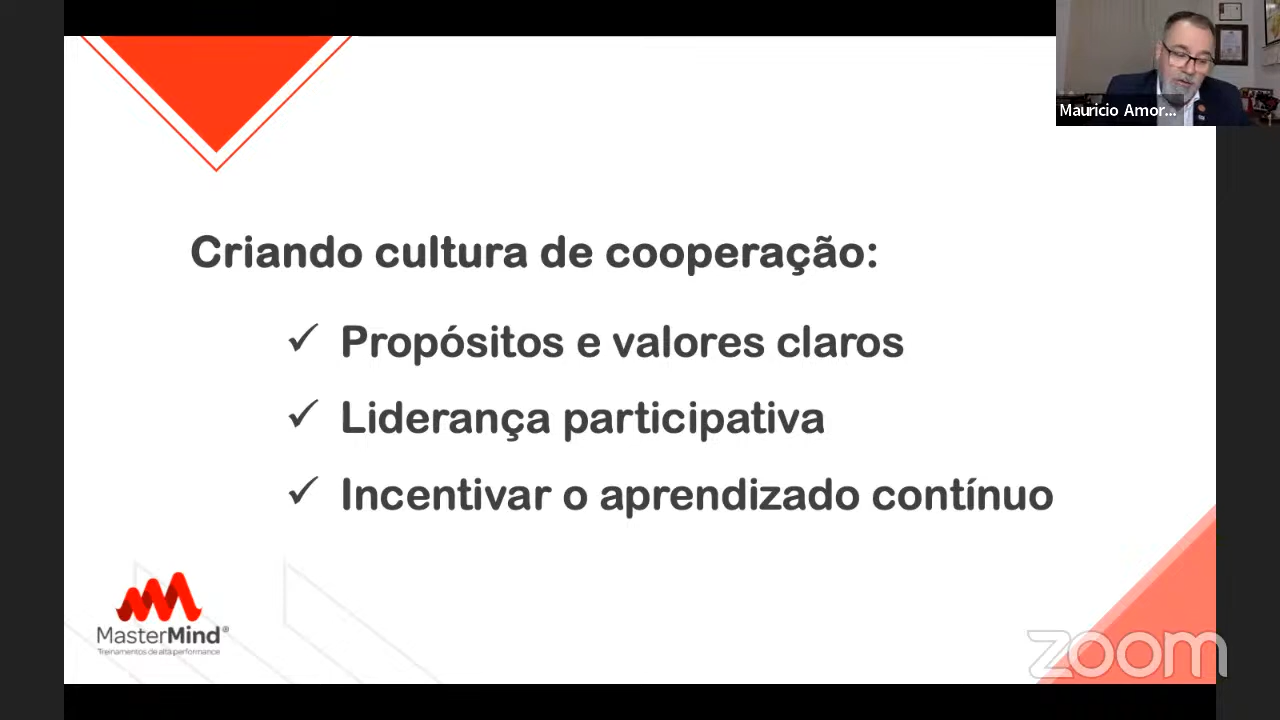 Mauricio Amor...
Criando cultura de cooperação:
✓ Propósitos e valores claros
✓ Liderança participativa
✓ Incentivar o aprendizado contínuo
MasterMind®
Treinamentos de alta performance
zoom